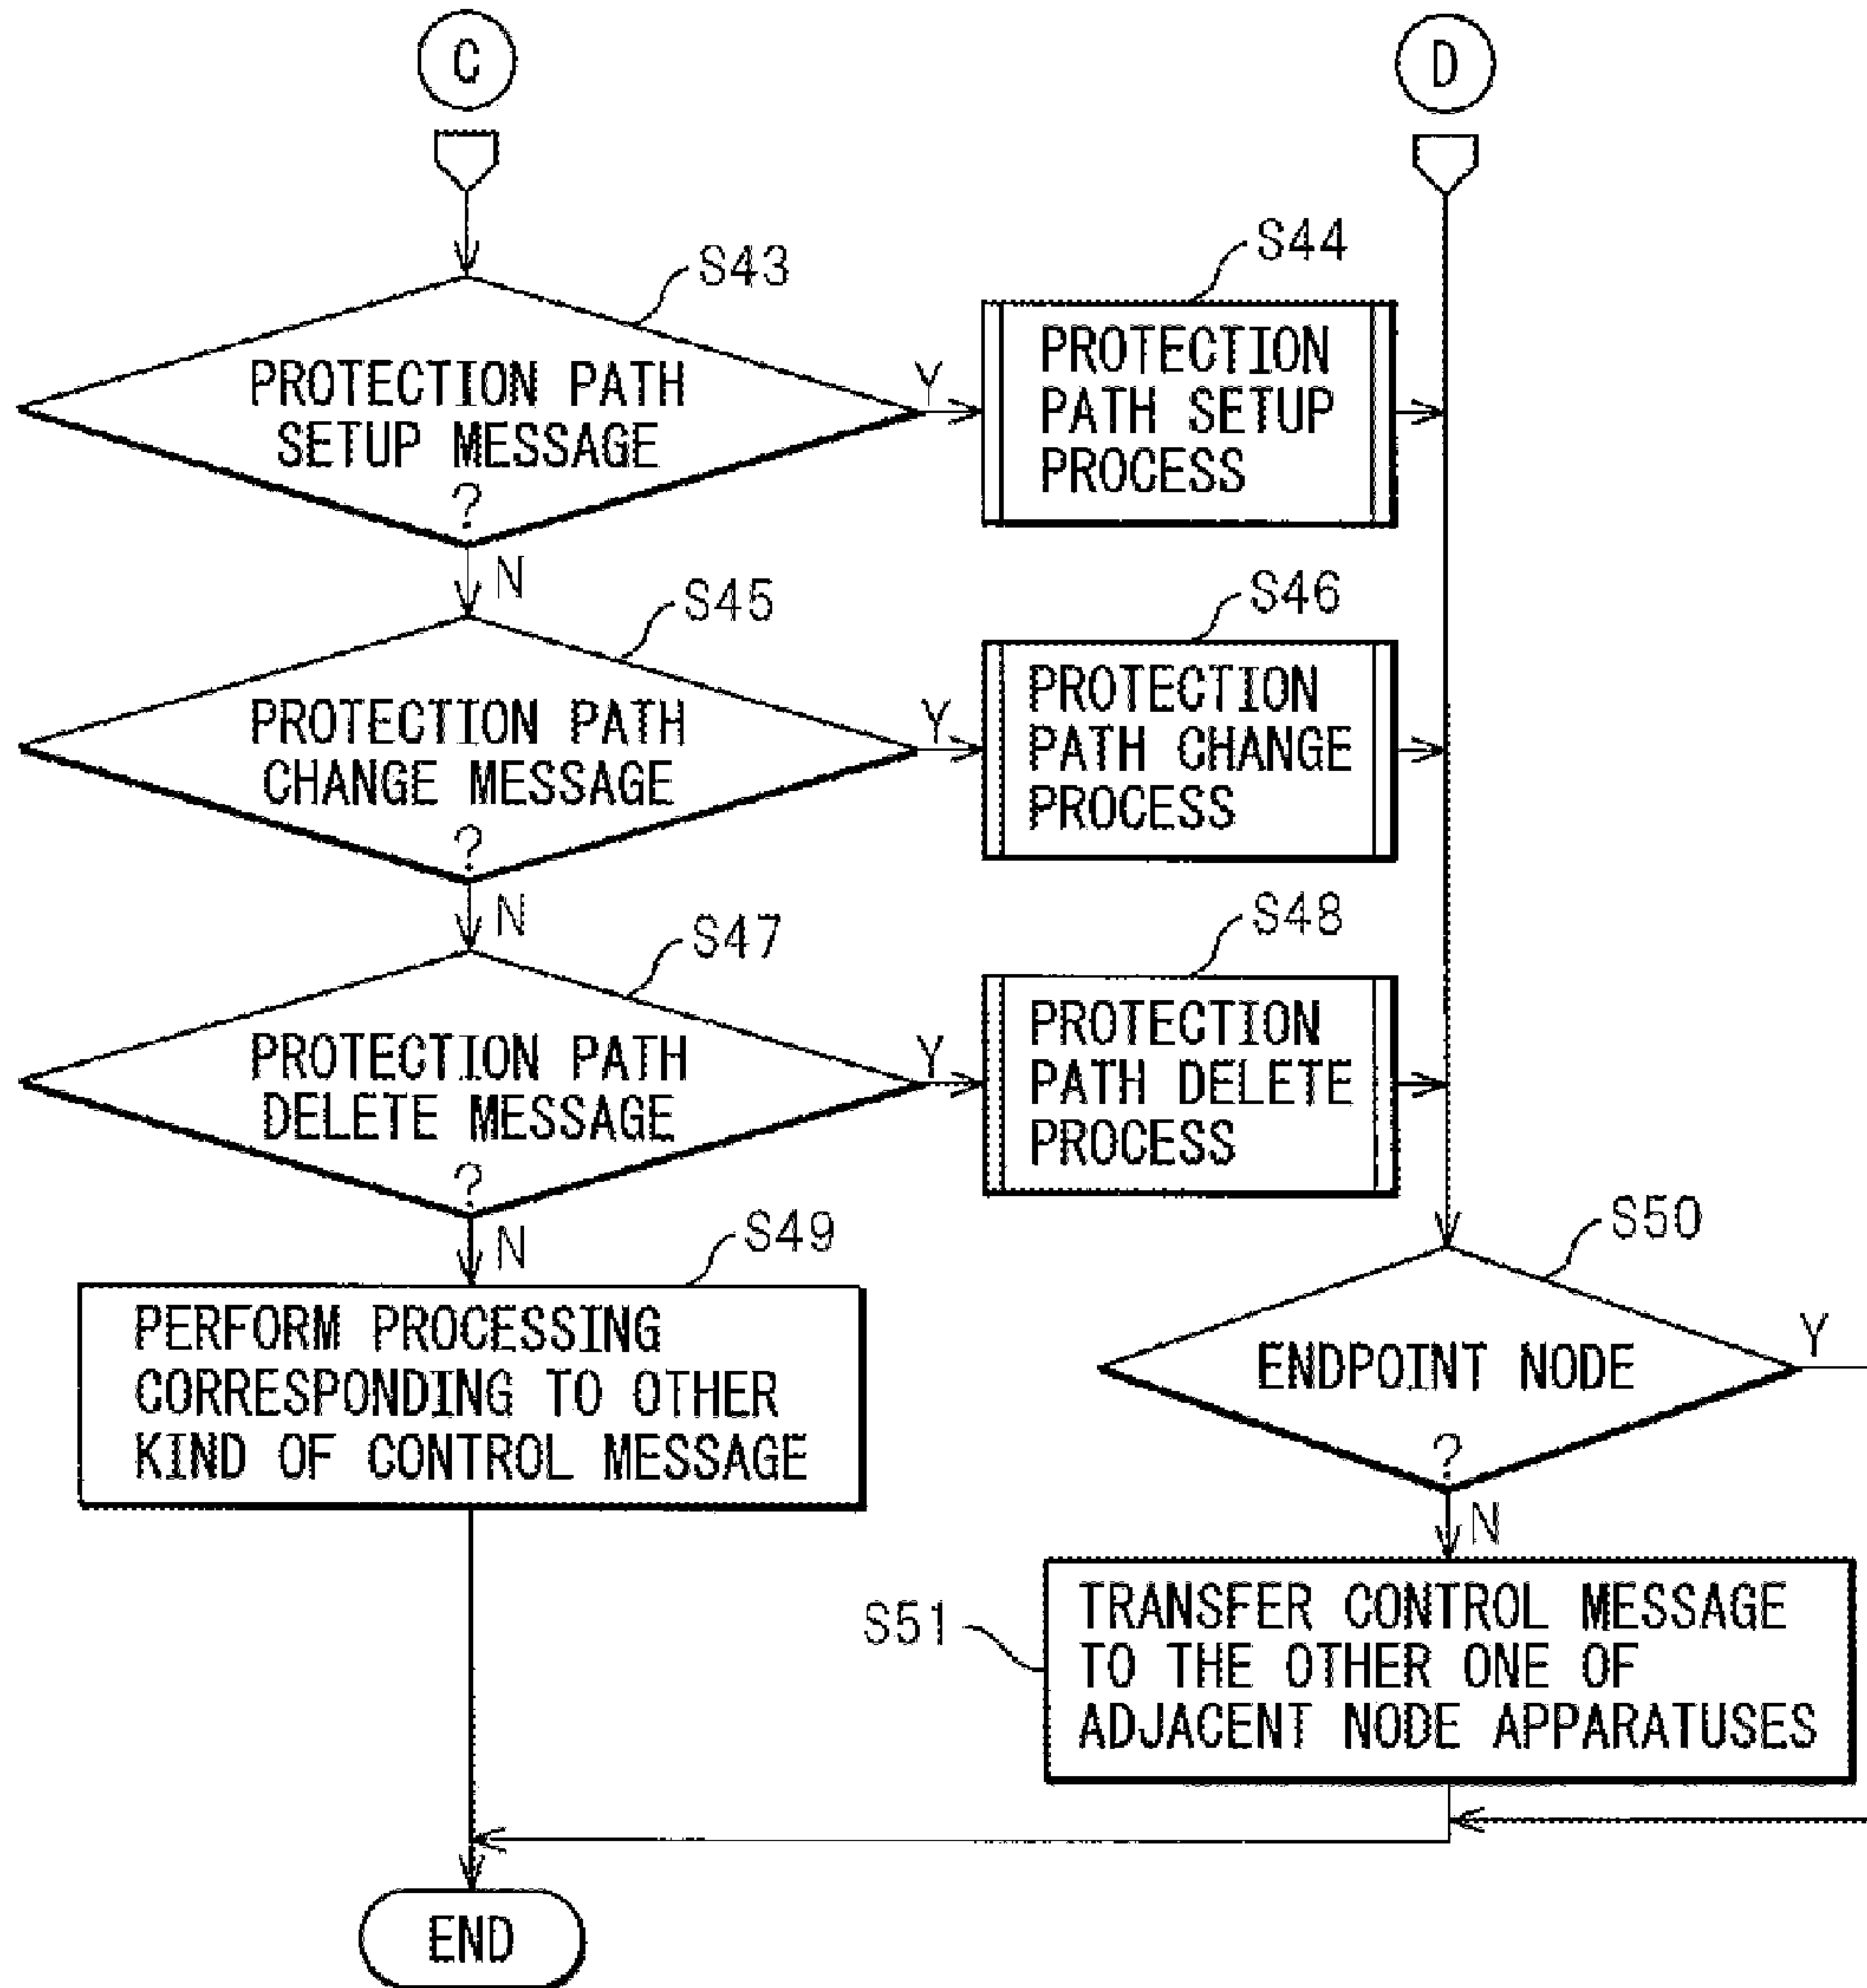 C
D
S43
S44
PROTECTION PATH
SETUP MESSAGE
?
Y
PROTECTION
PATH SETUP
PROCESS
N
S45
S46
PROTECTION PATH
CHANGE MESSAGE
?
Y
PROTECTION
PATH CHANGE
PROCESS
N
S47
S48
PROTECTION PATH
DELETE MESSAGE
?
Y
PROTECTION
PATH DELETE
PROCESS
N
S49
PERFORM PROCESSING
CORRESPONDING TO OTHER
KIND OF CONTROL MESSAGE
S50
ENDPOINT NODE
?
Y
N
S51
TRANSFER CONTROL MESSAGE
TO THE OTHER ONE OF
ADJACENT NODE APPARATUSES
END